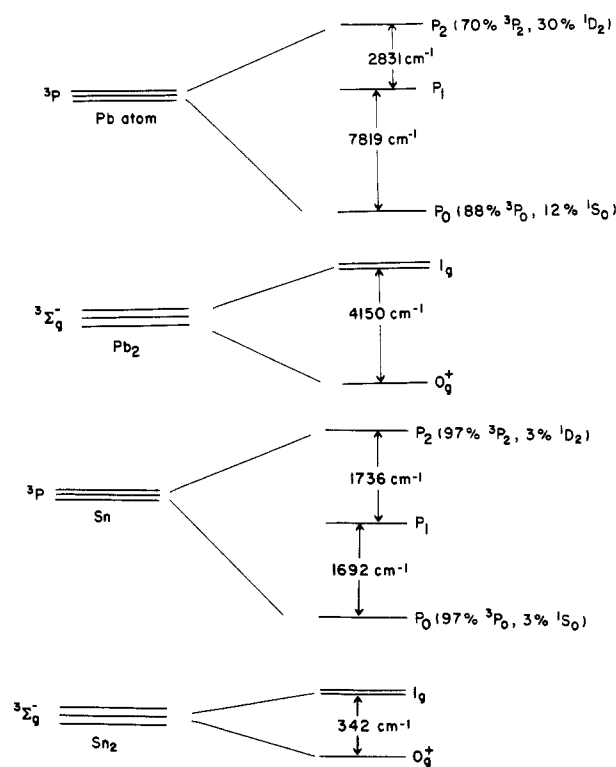 P₂ (70% ³P₂, 30% ¹D₂)
2831 cm⁻¹
³P
P₁
Pb atom
7819 cm⁻¹
P₀ (88% ³P₀, 12% ¹S₀)
1g
³Σg⁻
4150 cm⁻¹
Pb₂
0g⁺
P₂ (97% ³P₂, 3% ¹D₂)
1736 cm⁻¹
³P
Sn
P₁
1692 cm⁻¹
P₀ (97% ³P₀, 3% ¹S₀)
1g
³Σg⁻
342 cm⁻¹
Sn₂
0g⁺